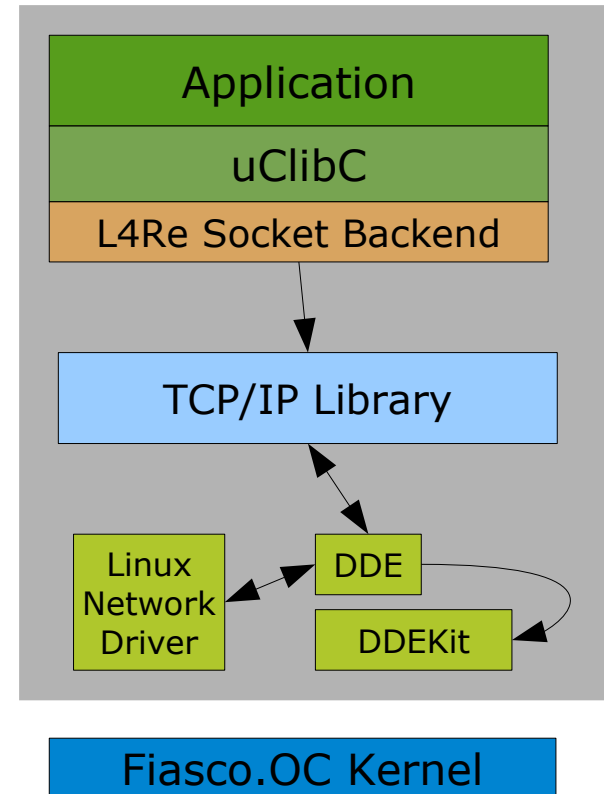 Application
uClibC
L4Re Socket Backend
TCP/IP Library
Linux
Network
Driver
DDE
DDEKit
Fiasco.OC Kernel